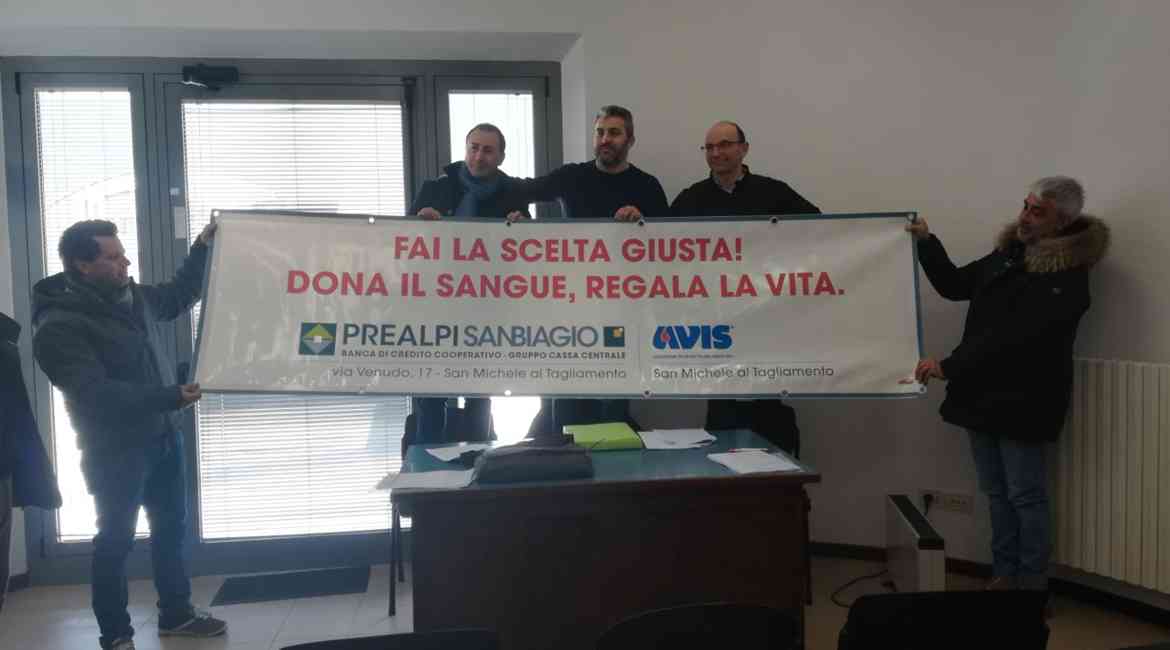 FAI LA SCELTA GIUSTA!
DONA IL SANGUE, REGALA LA VITA.
PREALPI SANBIAGIO
BANCA DI CREDITO COOPERATIVO - GRUPPO CASSA CENTRALE
via Venudo, 17 - San Michele al Tagliamento
AVIS
San Michele al Tagliamento